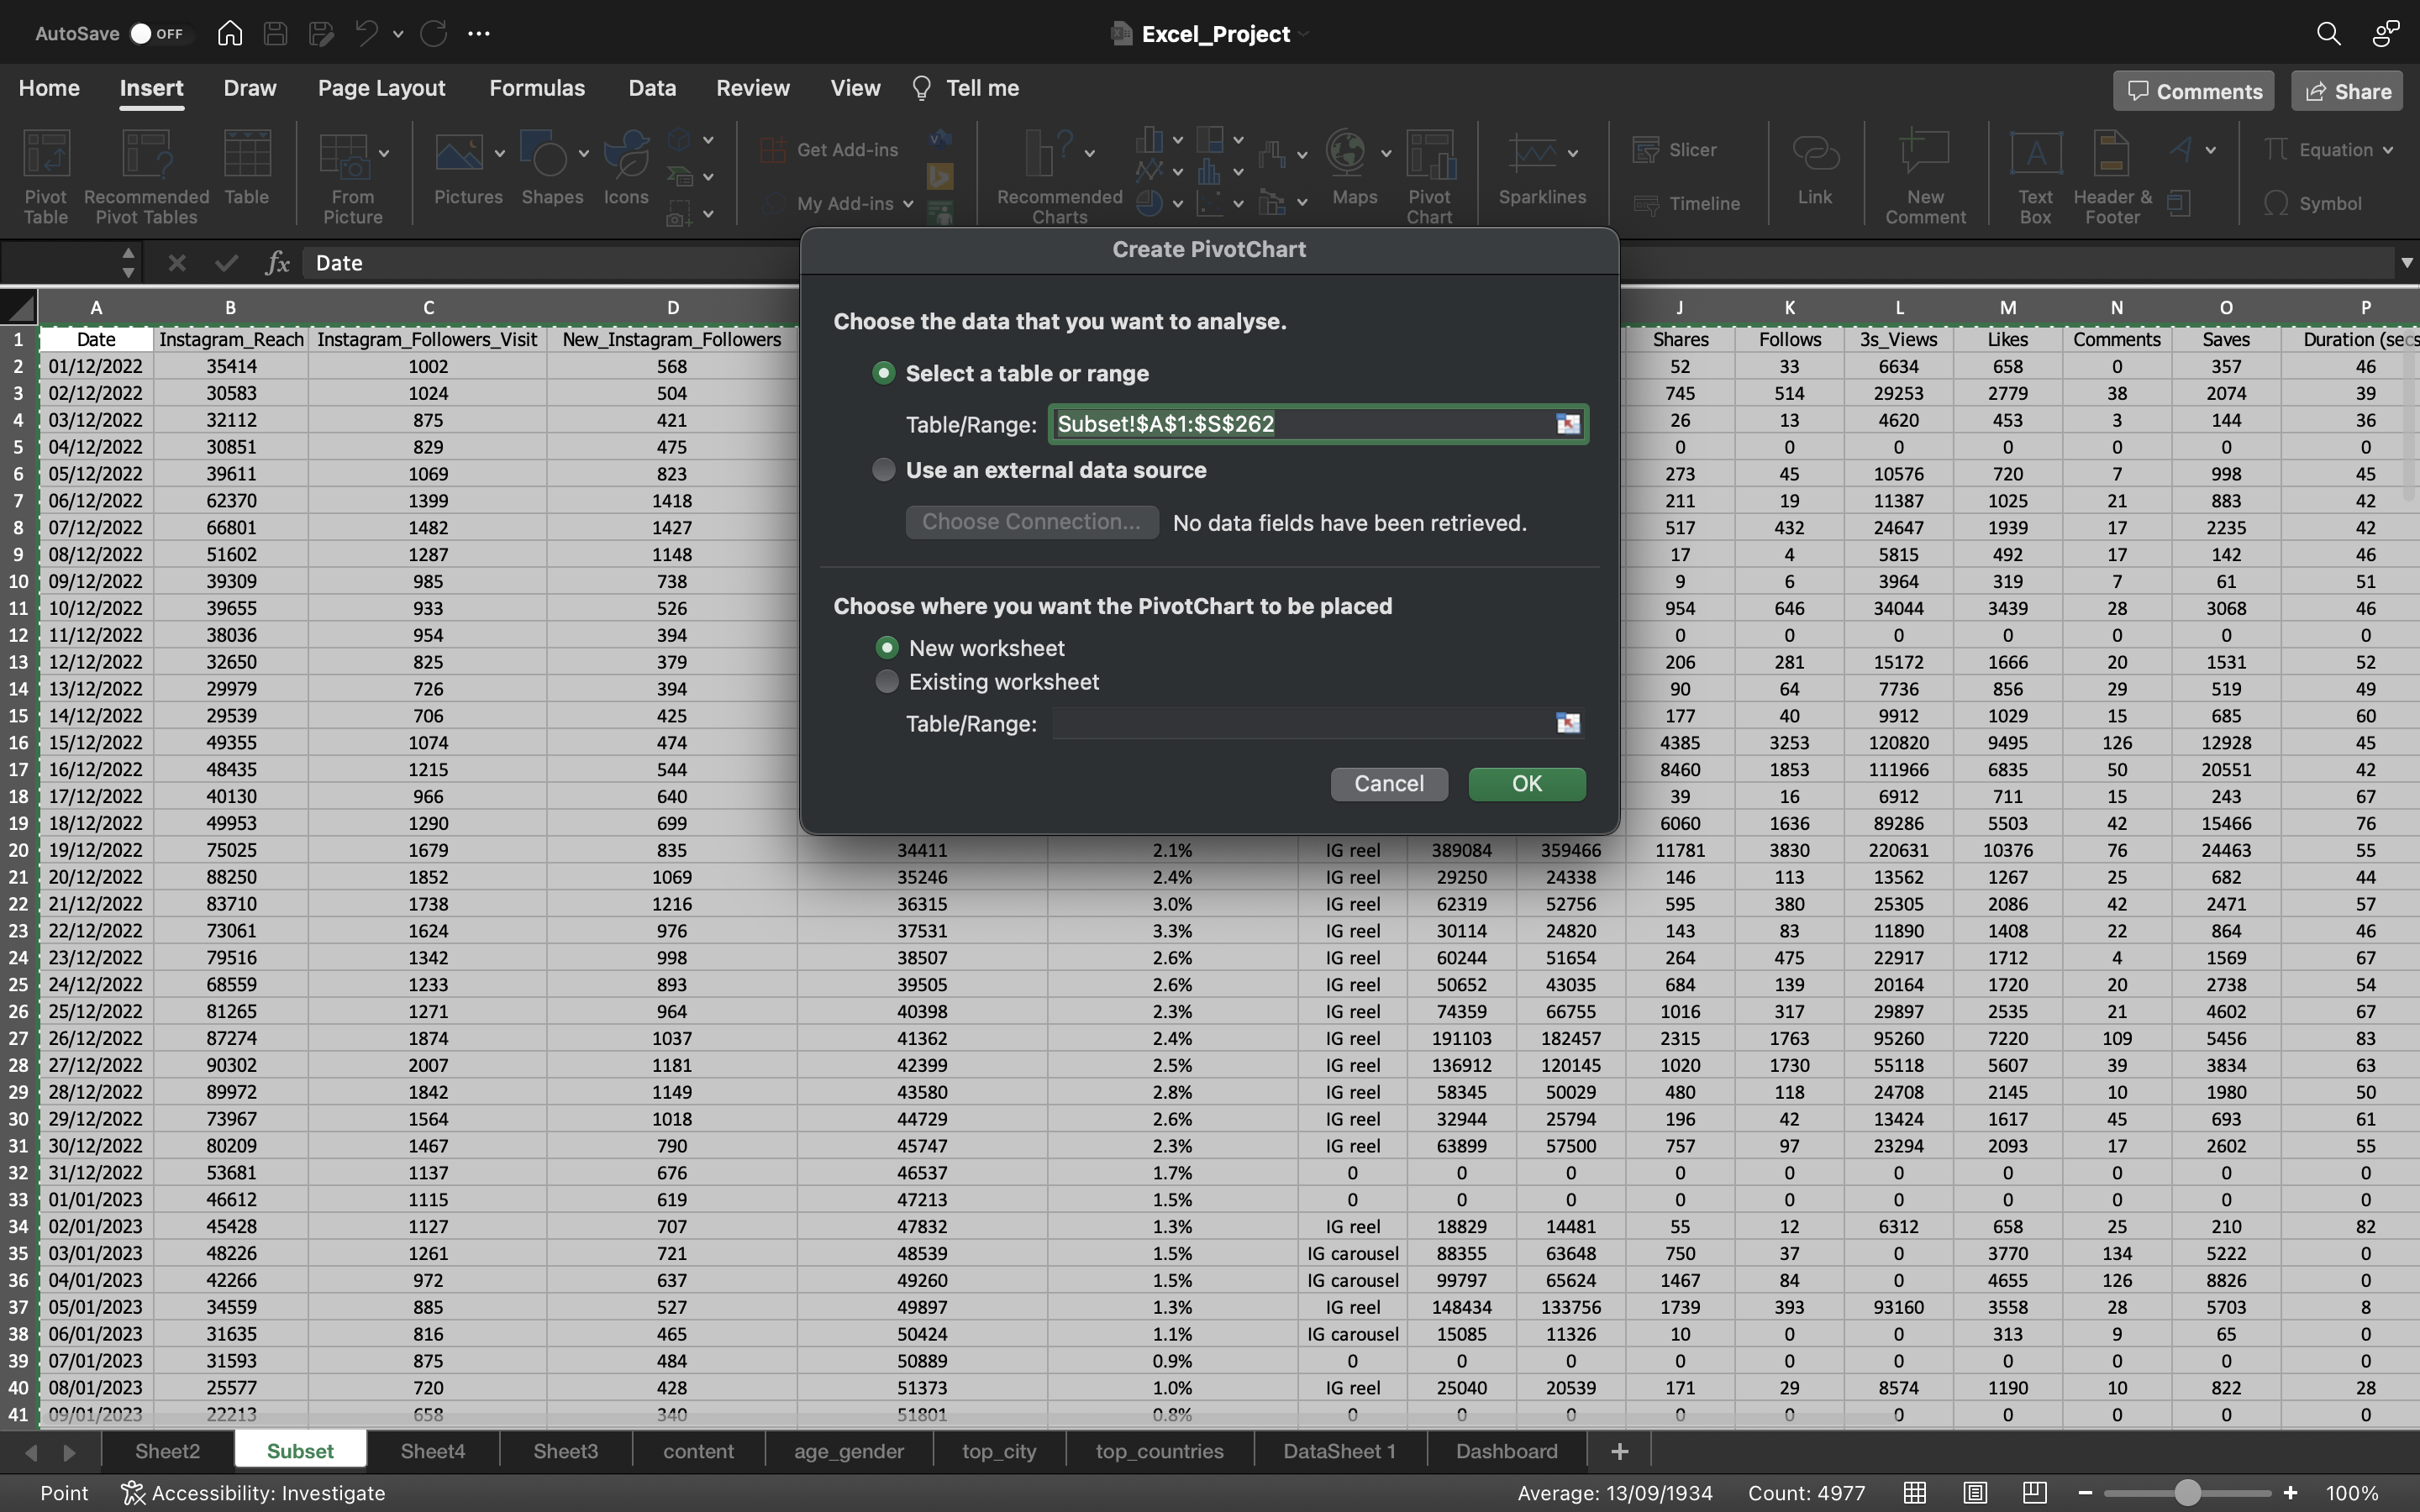 AutoSave OFF Excel_Project
Home Insert Draw Page Layout Formulas Data Review View Tell me Comments Share
Pivot Table Recommended Pivot Tables Table From Picture Pictures Shapes Icons Get Add-ins My Add-ins Recommended Charts Maps Pivot Chart Sparklines Slicer Timeline Link New Comment Text Box Header & Footer Equation Symbol
fx Date
Create PivotChart
Choose the data that you want to analyse.
Select a table or range
Table/Range: Subset!$A$1:$S$262
Use an external data source
Choose Connection... No data fields have been retrieved.
Choose where you want the PivotChart to be placed
New worksheet
Existing worksheet
Table/Range:
Cancel OK
A B C D J K L M N O P
1 Date Instagram_Reach Instagram_Followers_Visit New_Instagram_Followers Shares Follows 3s_Views Likes Comments Saves Duration (secs
2 01/12/2022 35414 1002 568 52 33 6634 658 0 357 46
3 02/12/2022 30583 1024 504 745 514 29253 2779 38 2074 39
4 03/12/2022 32112 875 421 26 13 4620 453 3 144 36
5 04/12/2022 30851 829 475 0 0 0 0 0 0 0
6 05/12/2022 39611 1069 823 273 45 10576 720 7 998 45
7 06/12/2022 62370 1399 1418 211 19 11387 1025 21 883 42
8 07/12/2022 66801 1482 1427 517 432 24647 1939 17 2235 42
9 08/12/2022 51602 1287 1148 17 4 5815 492 17 142 46
10 09/12/2022 39309 985 738 9 6 3964 319 7 61 51
11 10/12/2022 39655 933 526 954 646 34044 3439 28 3068 46
12 11/12/2022 38036 954 394 0 0 0 0 0 0 0
13 12/12/2022 32650 825 379 206 281 15172 1666 20 1531 52
14 13/12/2022 29979 726 394 90 64 7736 856 29 519 49
15 14/12/2022 29539 706 425 177 40 9912 1029 15 685 60
16 15/12/2022 49355 1074 474 4385 3253 120820 9495 126 12928 45
17 16/12/2022 48435 1215 544 8460 1853 111966 6835 50 20551 42
18 17/12/2022 40130 966 640 39 16 6912 711 15 243 67
19 18/12/2022 49953 1290 699 6060 1636 89286 5503 42 15466 76
20 19/12/2022 75025 1679 835 34411 2.1% IG reel 389084 359466 11781 3830 220631 10376 76 24463 55
21 20/12/2022 88250 1852 1069 35246 2.4% IG reel 29250 24338 146 113 13562 1267 25 682 44
22 21/12/2022 83710 1738 1216 36315 3.0% IG reel 62319 52756 595 380 25305 2086 42 2471 57
23 22/12/2022 73061 1624 976 37531 3.3% IG reel 30114 24820 143 83 11890 1408 22 864 46
24 23/12/2022 79516 1342 998 38507 2.6% IG reel 60244 51654 264 475 22917 1712 4 1569 67
25 24/12/2022 68559 1233 893 39505 2.6% IG reel 50652 43035 684 139 20164 1720 20 2738 54
26 25/12/2022 81265 1271 964 40398 2.3% IG reel 74359 66755 1016 317 29897 2535 21 4602 67
27 26/12/2022 87274 1874 1037 41362 2.4% IG reel 191103 182457 2315 1763 95260 7220 109 5456 83
28 27/12/2022 90302 2007 1181 42399 2.5% IG reel 136912 120145 1020 1730 55118 5607 39 3834 63
29 28/12/2022 89972 1842 1149 43580 2.8% IG reel 58345 50029 480 118 24708 2145 10 1980 50
30 29/12/2022 73967 1564 1018 44729 2.6% IG reel 32944 25794 196 42 13424 1617 45 693 61
31 30/12/2022 80209 1467 790 45747 2.3% IG reel 63899 57500 757 97 23294 2093 17 2602 55
32 31/12/2022 53681 1137 676 46537 1.7% 0 0 0 0 0 0 0 0 0 0
33 01/01/2023 46612 1115 619 47213 1.5% 0 0 0 0 0 0 0 0 0 0
34 02/01/2023 45428 1127 707 47832 1.3% IG reel 18829 14481 55 12 6312 658 25 210 82
35 03/01/2023 48226 1261 721 48539 1.5% IG carousel 88355 63648 750 37 0 3770 134 5222 0
36 04/01/2023 42266 972 637 49260 1.5% IG carousel 99797 65624 1467 84 0 4655 126 8826 0
37 05/01/2023 34559 885 527 49897 1.3% IG reel 148434 133756 1739 393 93160 3558 28 5703 8
38 06/01/2023 31635 816 465 50424 1.1% IG carousel 15085 11326 10 0 0 313 9 65 0
39 07/01/2023 31593 875 484 50889 0.9% 0 0 0 0 0 0 0 0 0 0
40 08/01/2023 25577 720 428 51373 1.0% IG reel 25040 20539 171 29 8574 1190 10 822 28
41 09/01/2023 22213 658 340 51801 0.8% 0 0 0 0 0 0 0 0 0 0
Sheet2 Subset Sheet4 Sheet3 content age_gender top_city top_countries DataSheet 1 Dashboard +
Point Accessibility: Investigate Average: 13/09/1934 Count: 4977 100%